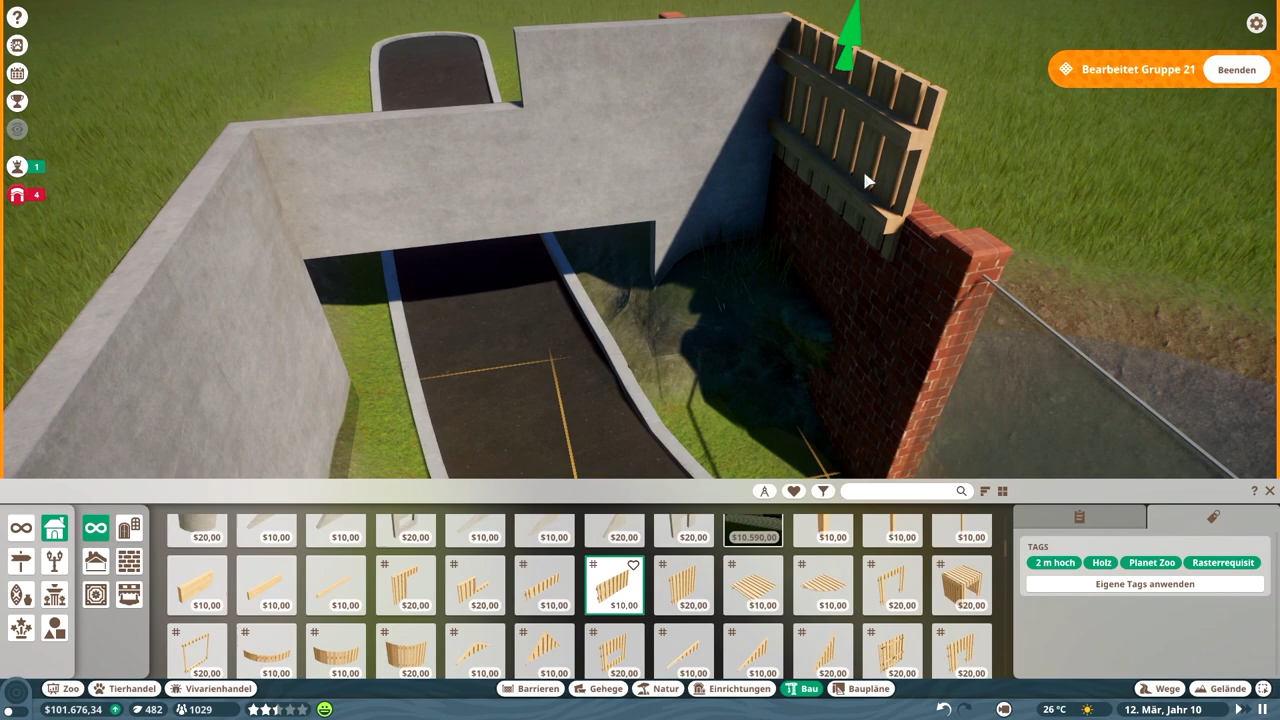 ?
Bearbeitet Gruppe 21
Beenden
1
4
? ✕
$20,00 $10,00 $10,00 $20,00 $10,00 $10,00 $20,00 $20,00 $10.590,00 $10,00 $10,00 $10,00
$10,00 $10,00 $10,00 $20,00 $20,00 $10,00 $10,00 $20,00 $10,00 $10,00 $20,00 $20,00
$20,00 $10,00 $10,00 $20,00 $10,00 $10,00 $20,00 $10,00 $10,00 $20,00 $20,00 $20,00
TAGS
2 m hoch Holz Planet Zoo Rasterrequisit
Eigene Tags anwenden
Zoo Tierhandel Vivarienhandel Barrieren Gehege Natur Einrichtungen Bau Baupläne Wege Gelände
$101.676,34 482 1029 26 °C 12. Mär, Jahr 10